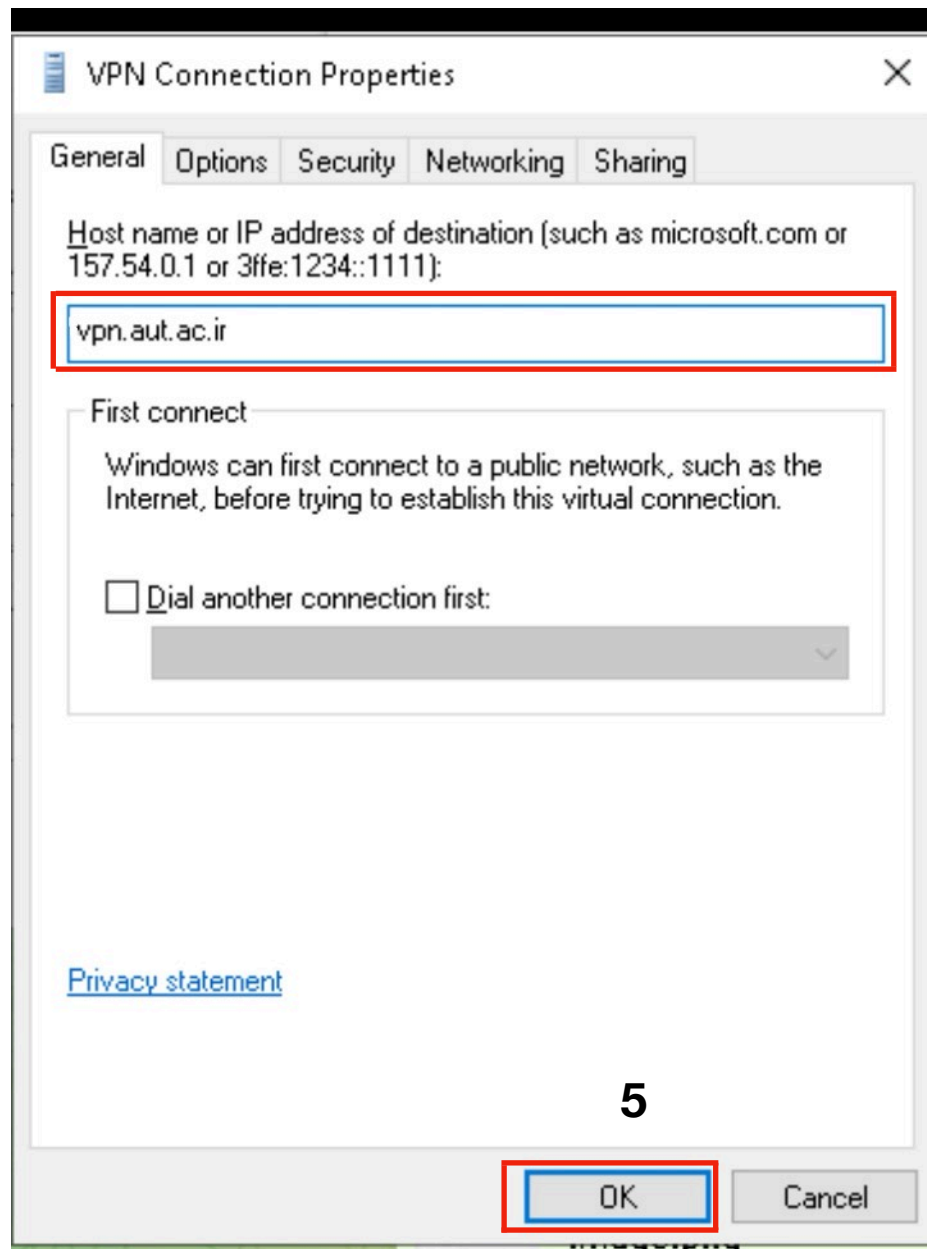 VPN Connection Properties
General Options Security Networking Sharing
Host name or IP address of destination (such as microsoft.com or
157.54.0.1 or 3ffe:1234::1111):
vpn.aut.ac.ir
First connect
Windows can first connect to a public network, such as the
Internet, before trying to establish this virtual connection.
Dial another connection first:
Privacy statement
5
OK Cancel